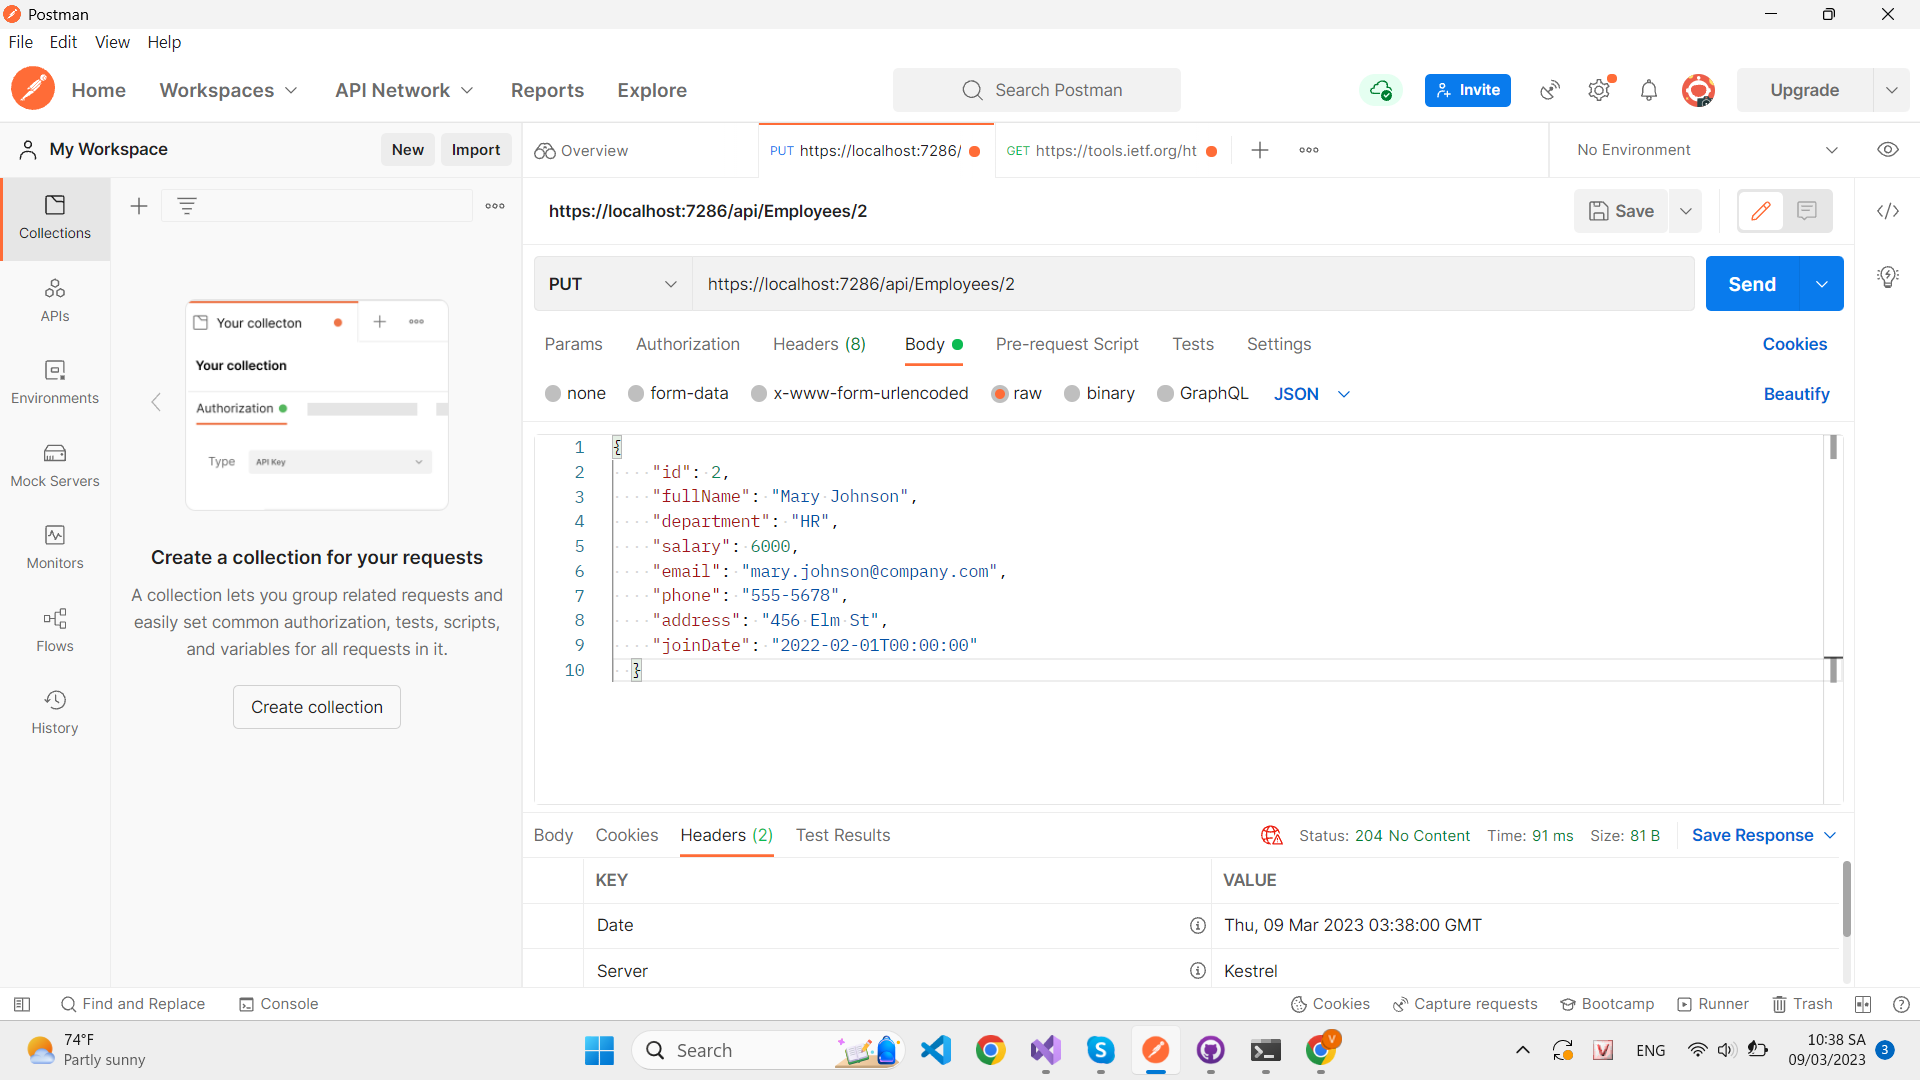 Postman
File Edit View Help
Home Workspaces API Network Reports Explore Search Postman Invite Upgrade
My Workspace New Import Overview PUT https://localhost:7286/ GET https://tools.ietf.org/ht No Environment
https://localhost:7286/api/Employees/2 Save
PUT https://localhost:7286/api/Employees/2 Send
Params Authorization Headers (8) Body Pre-request Script Tests Settings Cookies
none form-data x-www-form-urlencoded raw binary GraphQL JSON Beautify
Collections
APIs
Environments
Mock Servers
Monitors
Flows
History
Your collecton
Your collection
Authorization
Type API Key
Create a collection for your requests
A collection lets you group related requests and
easily set common authorization, tests, scripts,
and variables for all requests in it.
Create collection
1 {
2 "id": 2,
3 "fullName": "Mary Johnson",
4 "department": "HR",
5 "salary": 6000,
6 "email": "mary.johnson@company.com",
7 "phone": "555-5678",
8 "address": "456 Elm St",
9 "joinDate": "2022-02-01T00:00:00"
10 }
Body Cookies Headers (2) Test Results Status: 204 No Content Time: 91 ms Size: 81 B Save Response
KEY VALUE
Date Thu, 09 Mar 2023 03:38:00 GMT
Server Kestrel
Find and Replace Console Cookies Capture requests Bootcamp Runner Trash
74°F
Partly sunny
Search
V
V
ENG
10:38 SA
09/03/2023
3